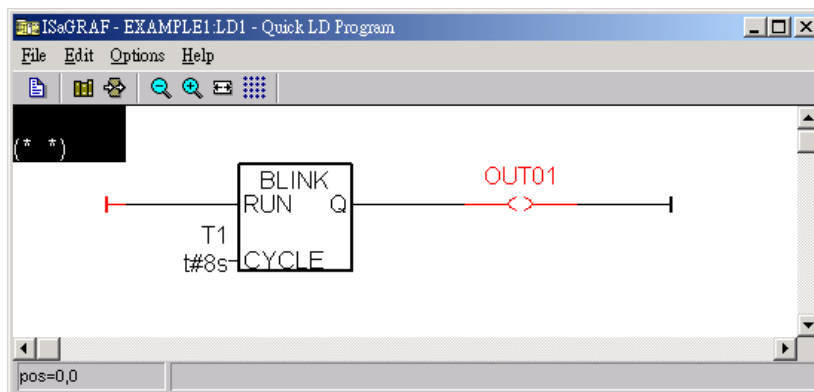 ISaGRAF - EXAMPLE1:LD1 - Quick LD Program
File Edit Options Help
(* *)
BLINK
OUT01
RUN Q
T1
t#8s CYCLE
pos=0,0